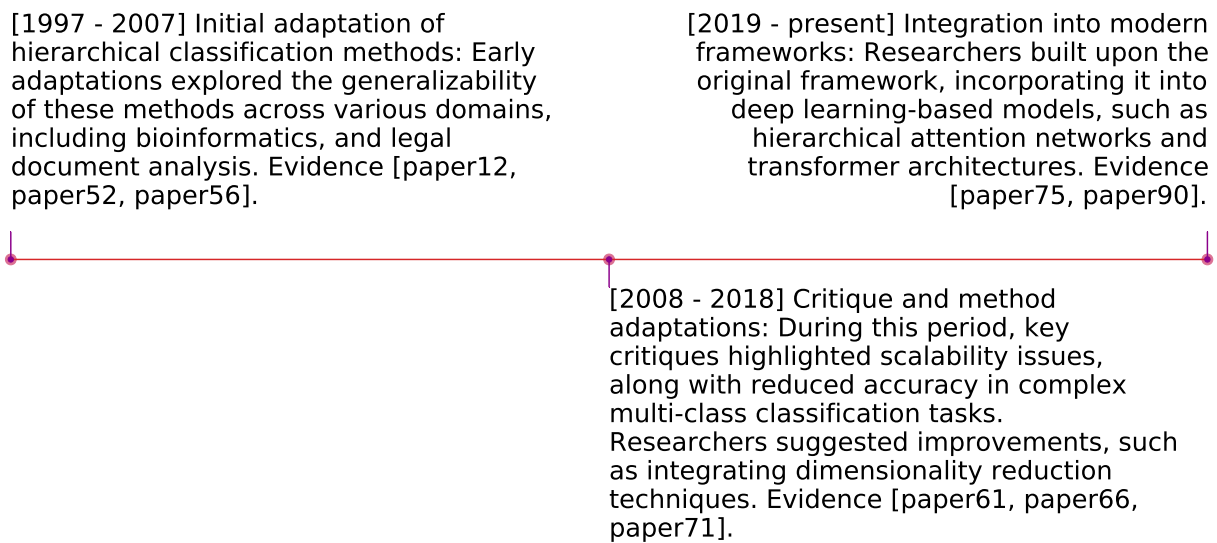 [1997 - 2007] Initial adaptation of
hierarchical classification methods: Early
adaptations explored the generalizability
of these methods across various domains,
including bioinformatics, and legal
document analysis. Evidence [paper12,
paper52, paper56].
[2019 - present] Integration into modern
frameworks: Researchers built upon the
original framework, incorporating it into
deep learning-based models, such as
hierarchical attention networks and
transformer architectures. Evidence
[paper75, paper90].
[2008 - 2018] Critique and method
adaptations: During this period, key
critiques highlighted scalability issues,
along with reduced accuracy in complex
multi-class classification tasks.
Researchers suggested improvements, such
as integrating dimensionality reduction
techniques. Evidence [paper61, paper66,
paper71].